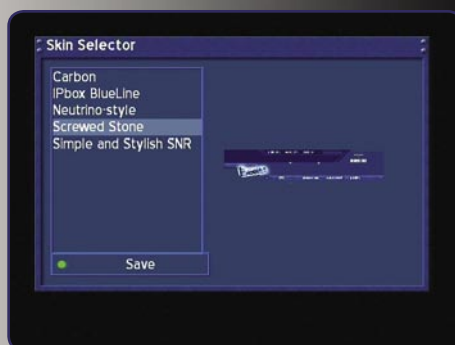 Skin Selector
Carbon
IPbox BlueLine
Neutrino-style
Screwed Stone
Simple and Stylish SNR
Save